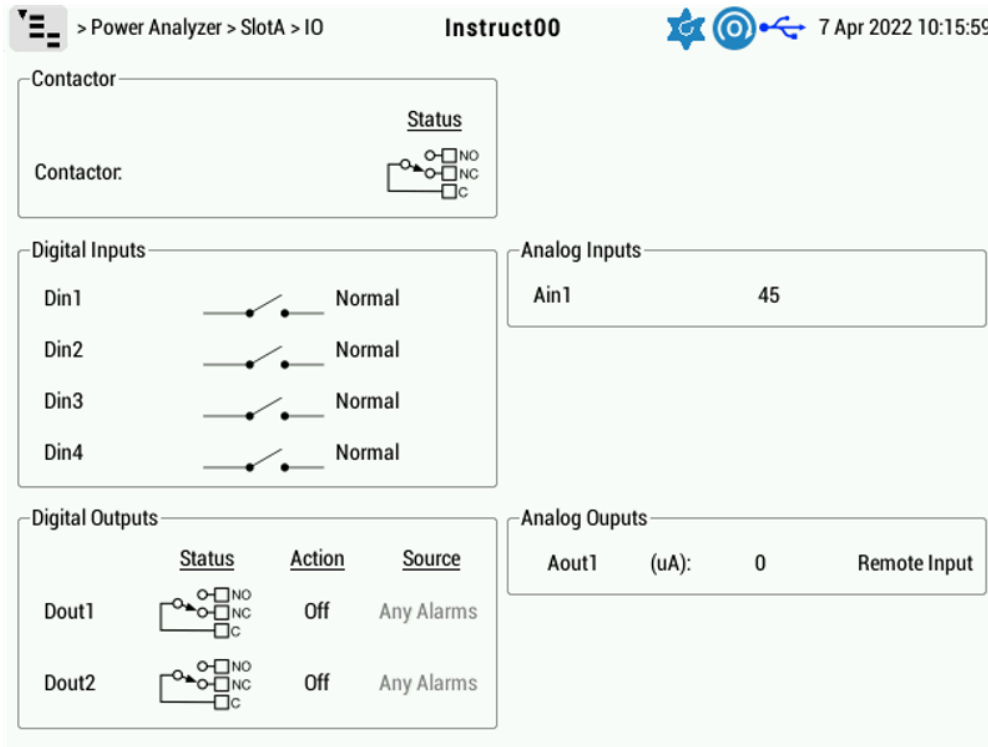 > Power Analyzer > SlotA > IO Instruct00 7 Apr 2022 10:15:59
Contactor
Status
Contactor:
NO
NC
C
Digital Inputs
Din1 Normal
Din2 Normal
Din3 Normal
Din4 Normal
Analog Inputs
Ain1 45
Digital Outputs
Status Action Source
NO
Dout1 NC Off Any Alarms
C
NO
Dout2 NC Off Any Alarms
C
Analog Ouputs
Aout1 (uA): 0 Remote Input